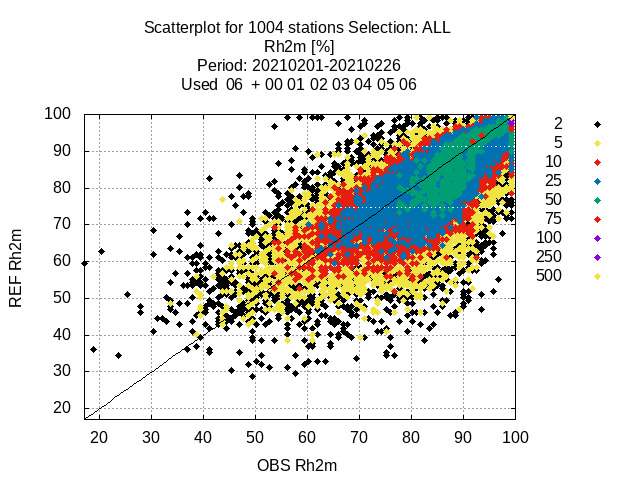 Scatterplot for 1004 stations Selection: ALL
Rh2m [%]
Period: 20210201-20210226
Used  06  + 00 01 02 03 04 05 06
100
90
80
70
60
50
40
30
20
REF Rh2m
20 30 40 50 60 70 80 90 100
OBS Rh2m
2
5
10
25
50
75
100
250
500